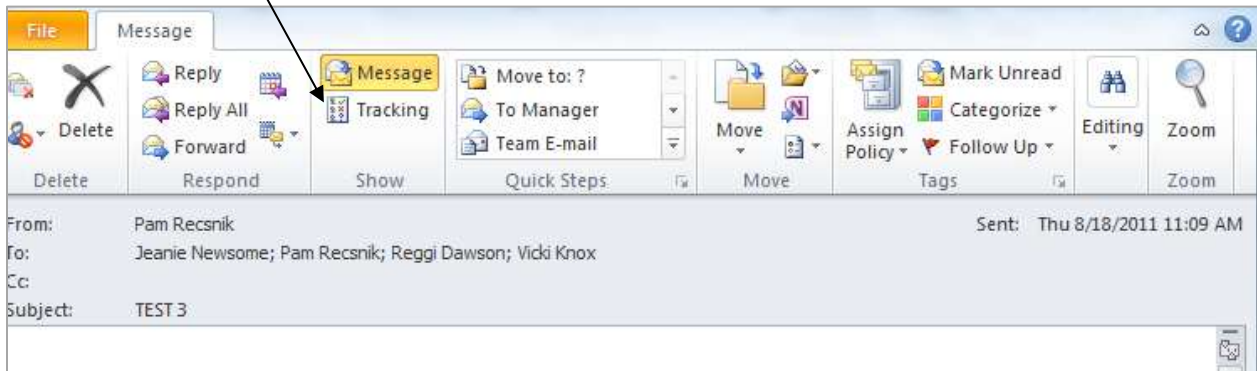 File Message
Reply Message Move to: ? Mark Unread
Reply All Tracking To Manager Categorize
Delete Forward Team E-mail Move Assign Policy Follow Up Editing Zoom
Delete Respond Show Quick Steps Move Tags Zoom
From: Pam Recsnik Sent: Thu 8/18/2011 11:09 AM
To: Jeanie Newsome; Pam Recsnik; Reggi Dawson; Vicki Knox
Cc:
Subject: TEST 3